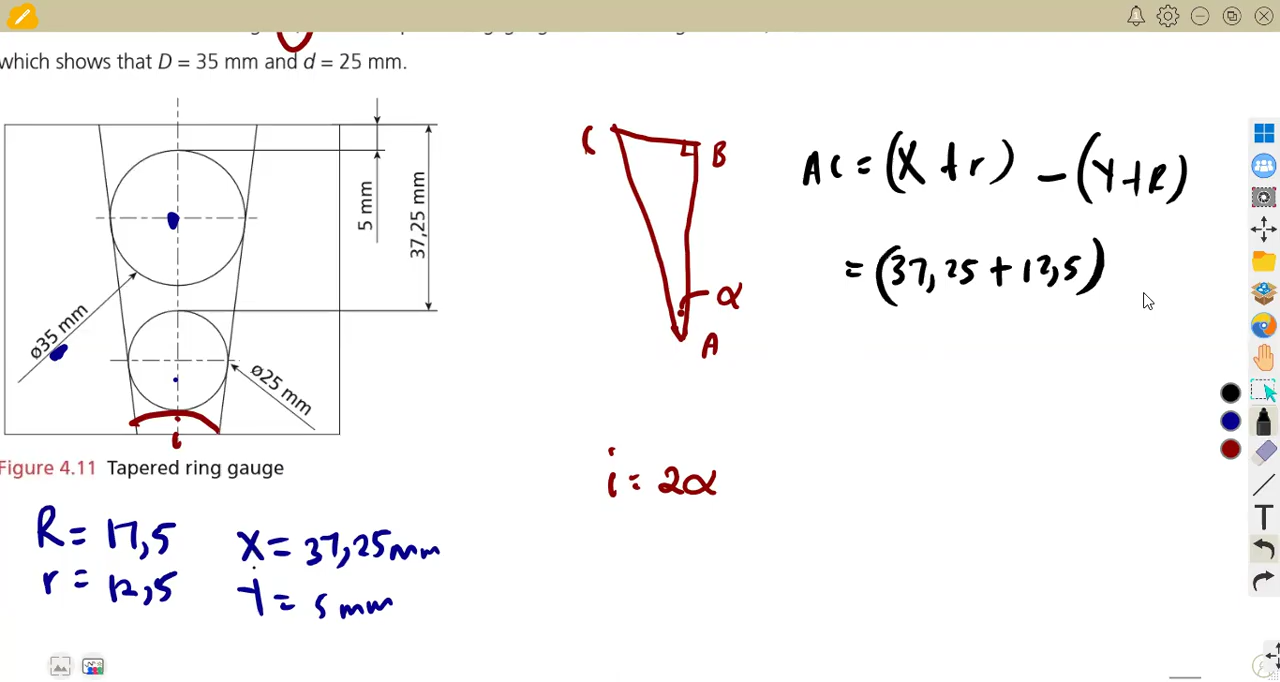 which shows that D = 35 mm and d = 25 mm.
5 mm
37,25 mm
ø35 mm
ø25 mm
i
Figure 4.11 Tapered ring gauge
R = 17,5
r = 12,5
X = 37,25mm
Y = 5 mm
C
B
α
A
i = 2α
AC = (X + r) - (Y + R)
= (37,25 + 12,5)
T